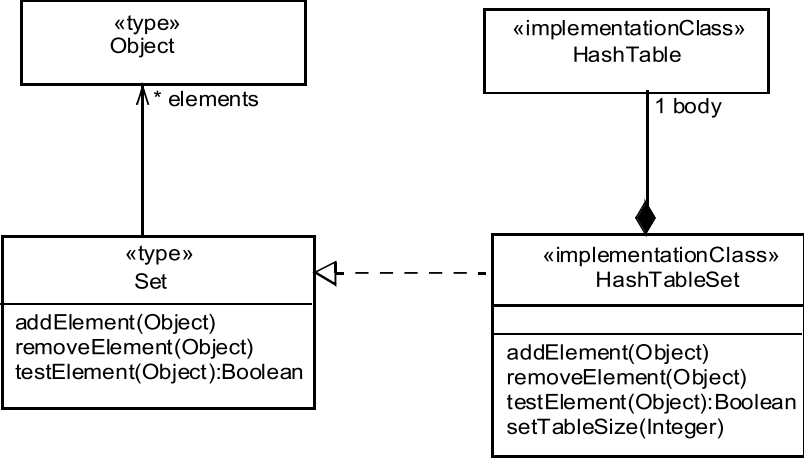 «type»
Object
* elements
«implementationClass»
HashTable
1 body
«type»
Set
addElement(Object)
removeElement(Object)
testElement(Object):Boolean
«implementationClass»
HashTableSet
addElement(Object)
removeElement(Object)
testElement(Object):Boolean
setTableSize(Integer)